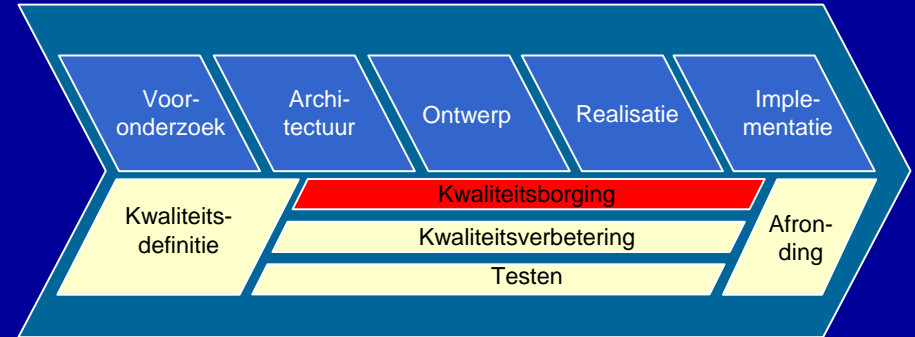 Voor-
onderzoek
Archi-
tectuur
Ontwerp
Realisatie
Imple-
mentatie
Kwaliteits-
definitie
Kwaliteitsborging
Kwaliteitsverbetering
Testen
Afron-
ding